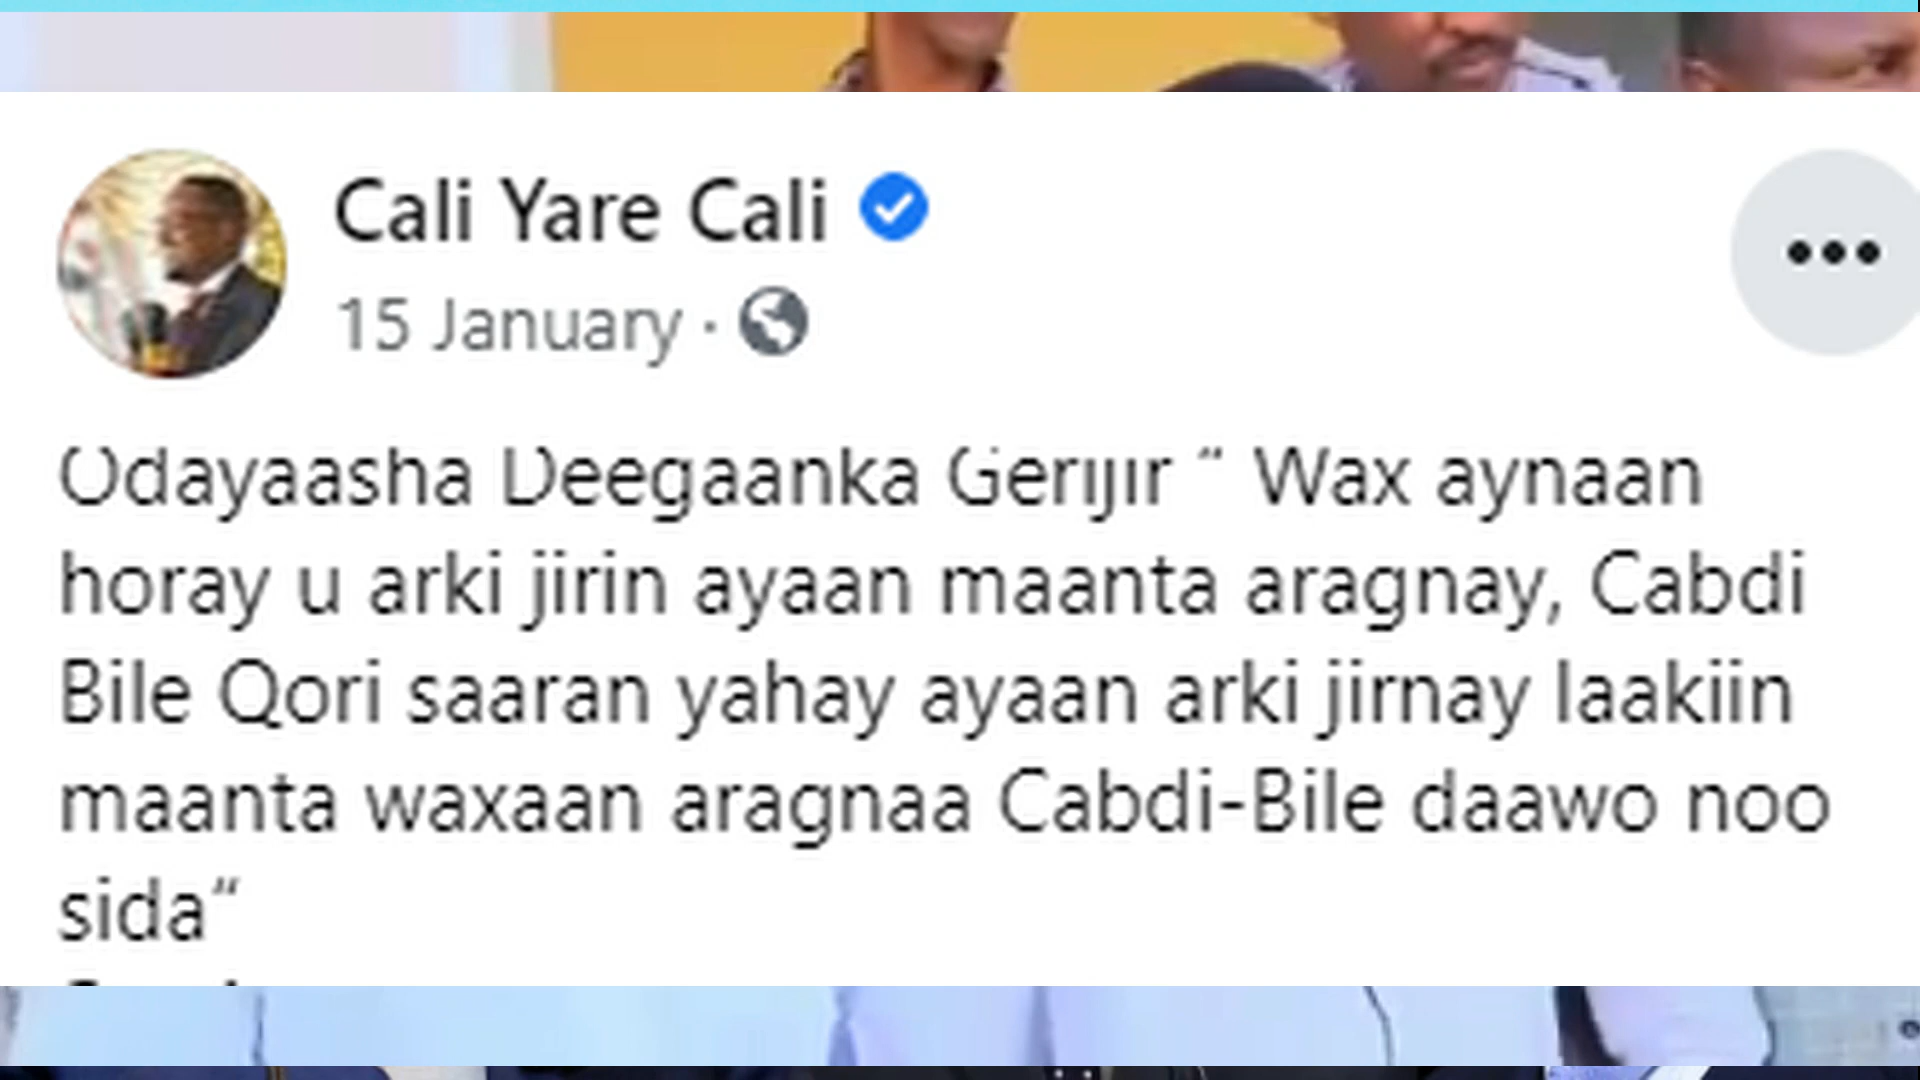 Cali Yare Cali
15 January ·
Odayaasha Deegaanka Gerijir “ Wax aynaan
horay u arki jirin ayaan maanta aragnay, Cabdi
Bile Qori saaran yahay ayaan arki jirnay laakiin
maanta waxaan aragnaa Cabdi-Bile daawo noo
sida“